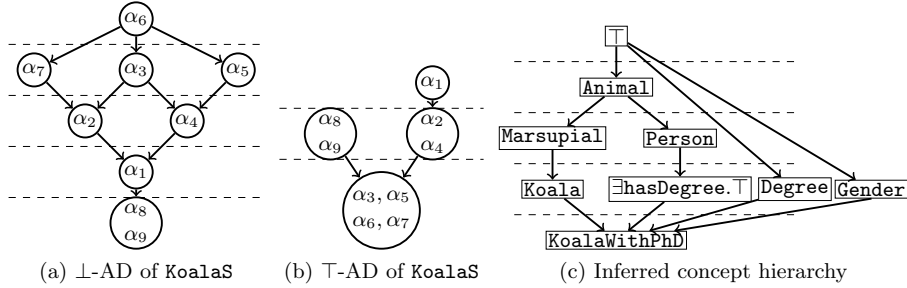 α₆
α₇ α₃ α₅
α₂ α₄
α₁
α₈
α₉
(a) ⊥-AD of KoalaS
α₁
α₈ α₂
α₉ α₄
α₃, α₅
α₆, α₇
(b) ⊤-AD of KoalaS
⊤
Animal
Marsupial Person
Koala ∃hasDegree.⊤ Degree Gender
KoalaWithPhD
(c) Inferred concept hierarchy